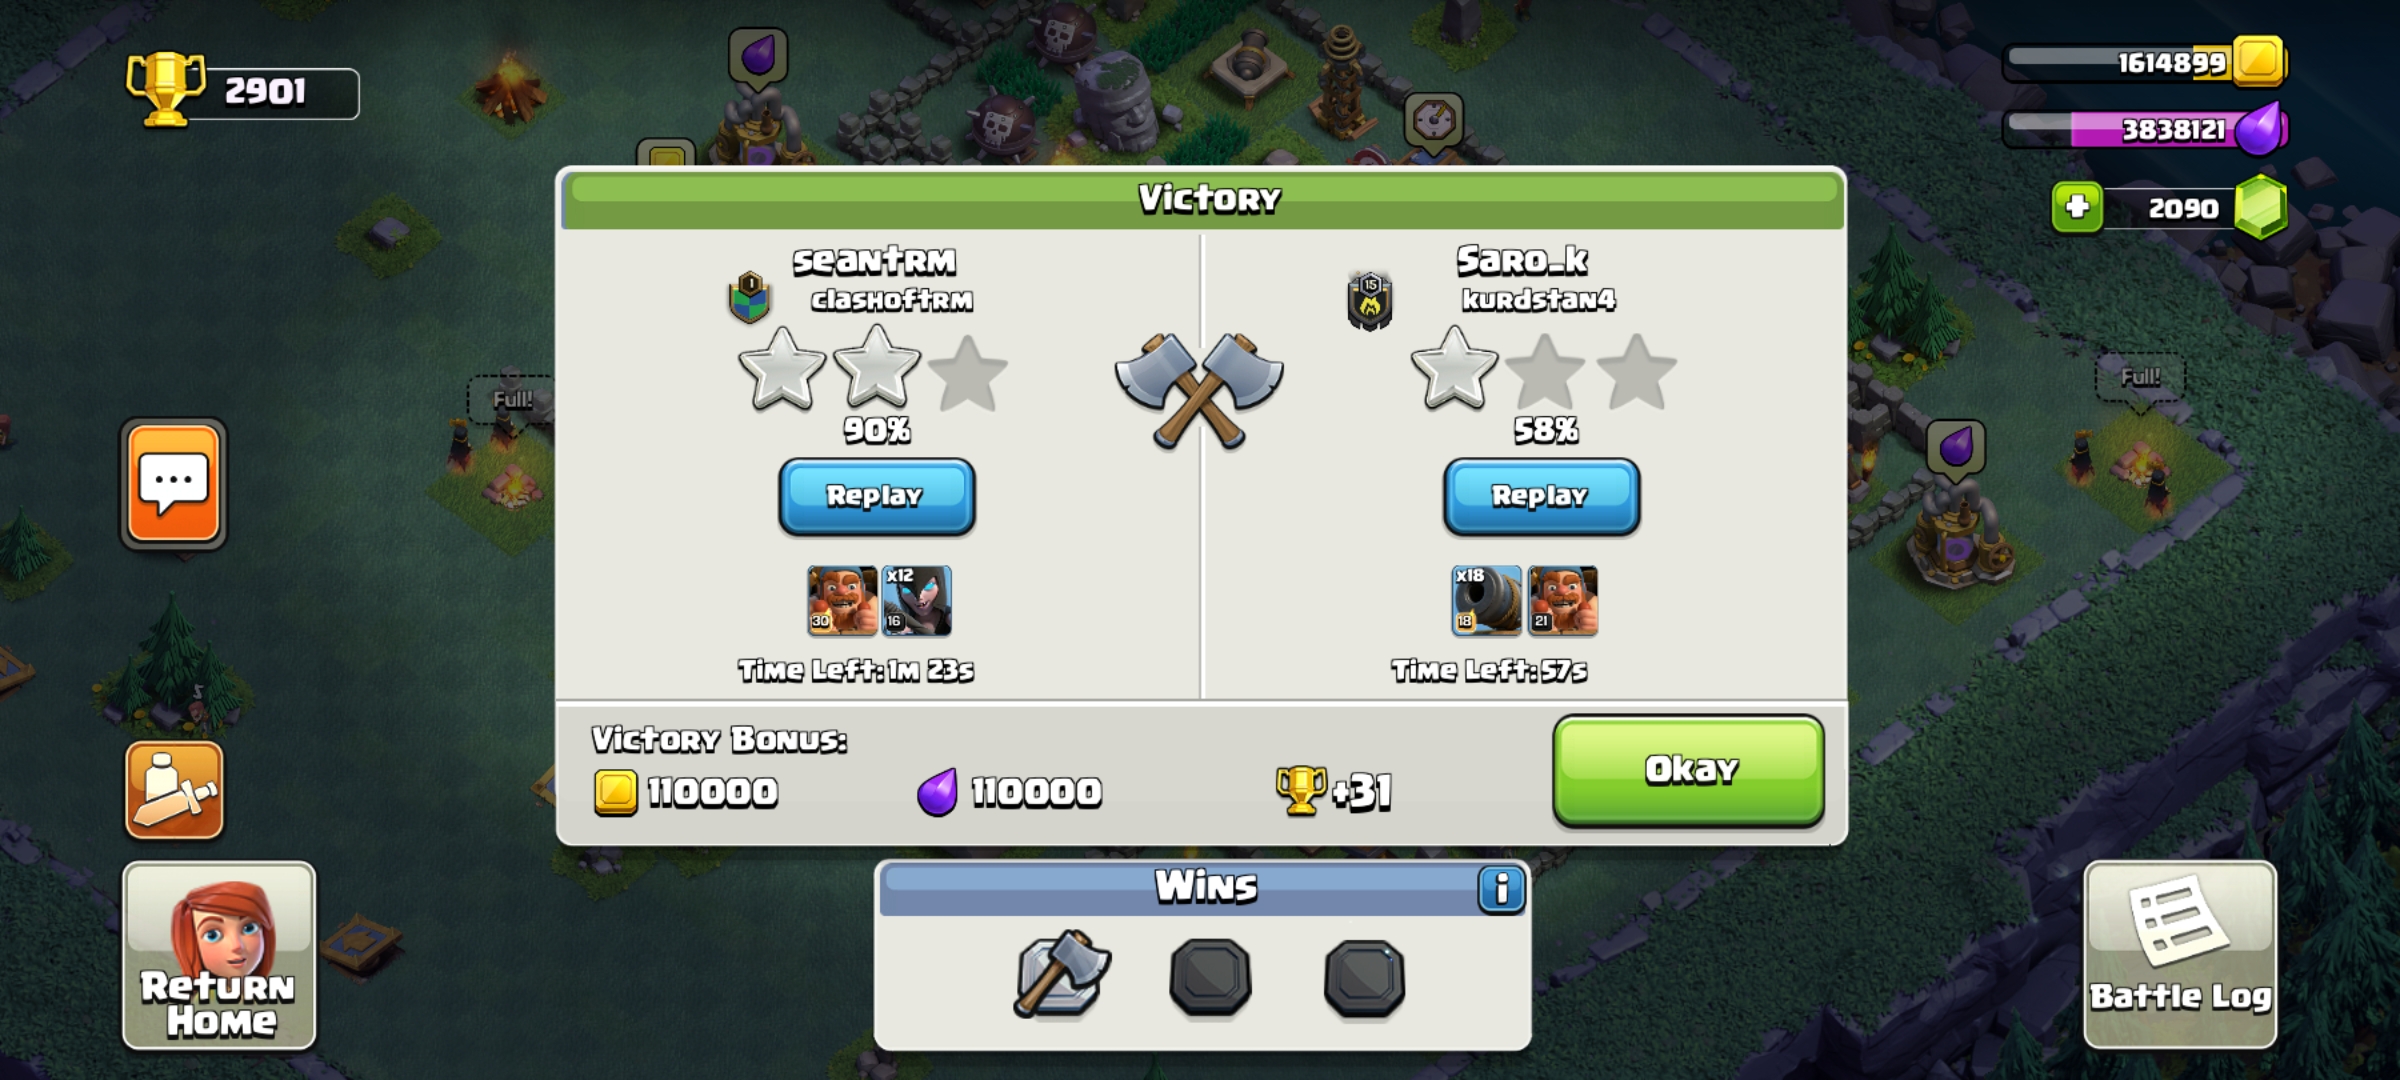 2901
1614899
3838121
2090
Victory
seantrm
clashoftrm
1
90%
Replay
30
x12
16
Time Left: 1m 23s
Saro_k
kurdstan4
15
58%
Replay
x18
18
21
Time Left: 57s
Victory Bonus:
110000
110000
+31
Okay
Wins
i
Full!
Full!
Return
Home
Battle Log